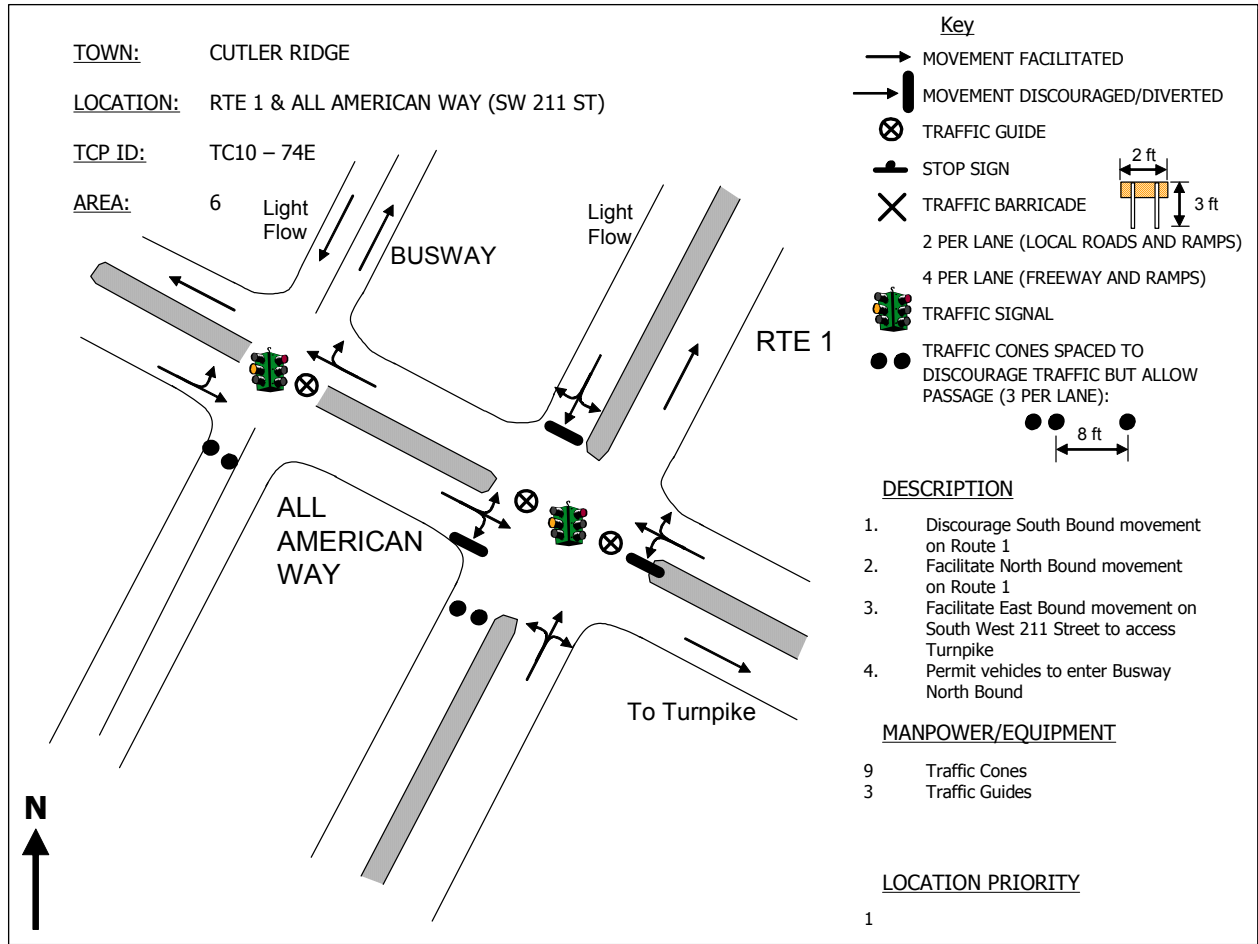 TOWN: CUTLER RIDGE
LOCATION: RTE 1 & ALL AMERICAN WAY (SW 211 ST)
TCP ID: TC10 – 74E
AREA: 6
Light
Flow
BUSWAY
Light
Flow
RTE 1
ALL
AMERICAN
WAY
To Turnpike
N
Key
MOVEMENT FACILITATED
MOVEMENT DISCOURAGED/DIVERTED
TRAFFIC GUIDE
STOP SIGN
2 ft
3 ft
TRAFFIC BARRICADE
2 PER LANE (LOCAL ROADS AND RAMPS)
4 PER LANE (FREEWAY AND RAMPS)
TRAFFIC SIGNAL
TRAFFIC CONES SPACED TO
DISCOURAGE TRAFFIC BUT ALLOW
PASSAGE (3 PER LANE):
8 ft
DESCRIPTION
1. Discourage South Bound movement
on Route 1
2. Facilitate North Bound movement
on Route 1
3. Facilitate East Bound movement on
South West 211 Street to access
Turnpike
4. Permit vehicles to enter Busway
North Bound
MANPOWER/EQUIPMENT
9 Traffic Cones
3 Traffic Guides
LOCATION PRIORITY
1